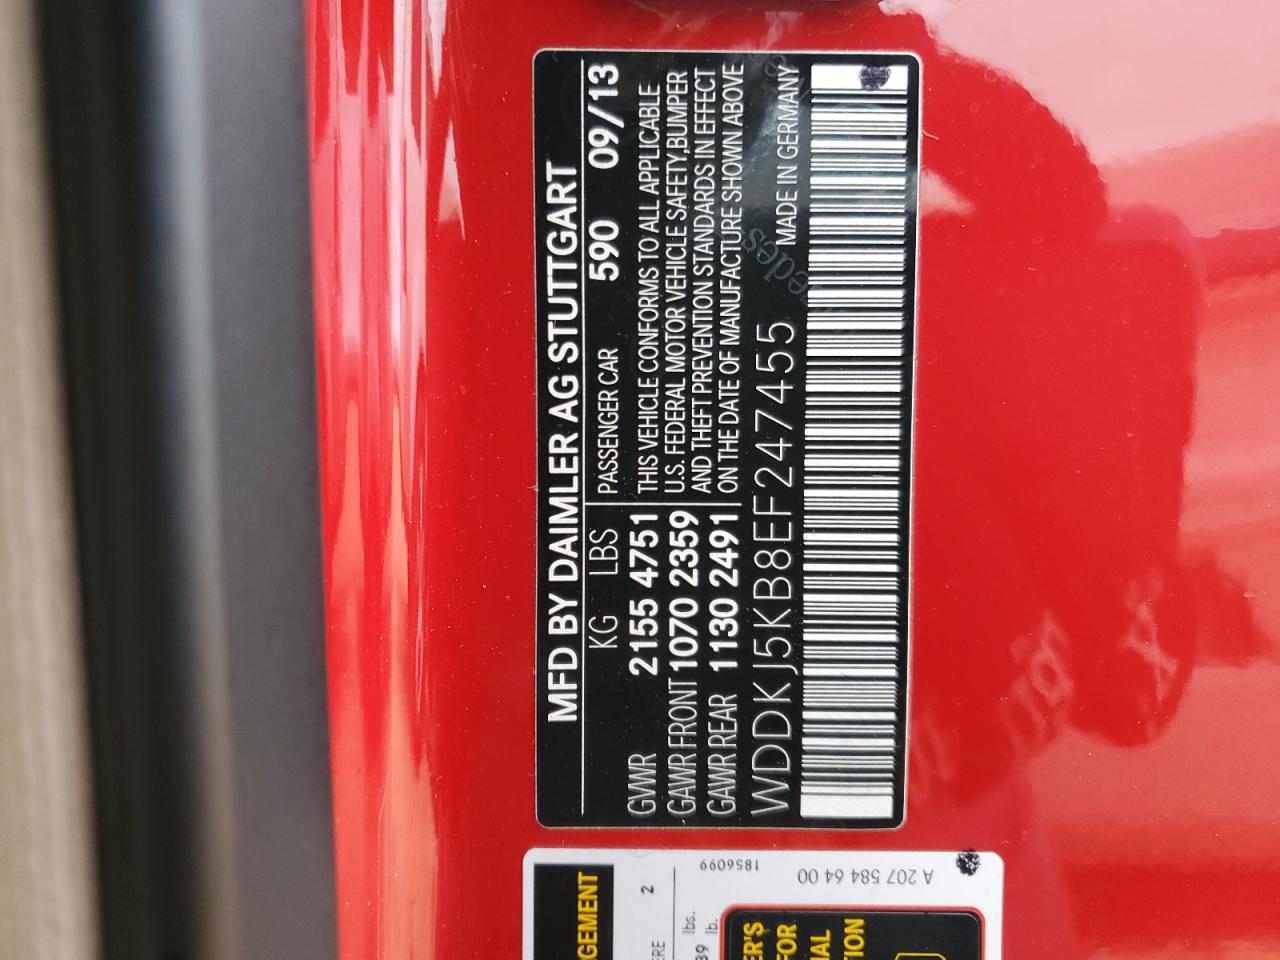 MFD BY DAIMLER AG STUTTGART
KG LBS
GVWR 2155 4751
GAWR FRONT 1070 2359
GAWR REAR 1130 2491
PASSENGER CAR 590 09/13
THIS VEHICLE CONFORMS TO ALL APPLICABLE
U.S. FEDERAL MOTOR VEHICLE SAFETY,BUMPER
AND THEFT PREVENTION STANDARDS IN EFFECT
ON THE DATE OF MANUFACTURE SHOWN ABOVE
WDDKJ5KB8EF247455 MADE IN GERMANY
GEMENT
ERE 2
lbs.
39 lb.
1856099
A 207 584 64 00
ER'S
FOR
IAL
TION